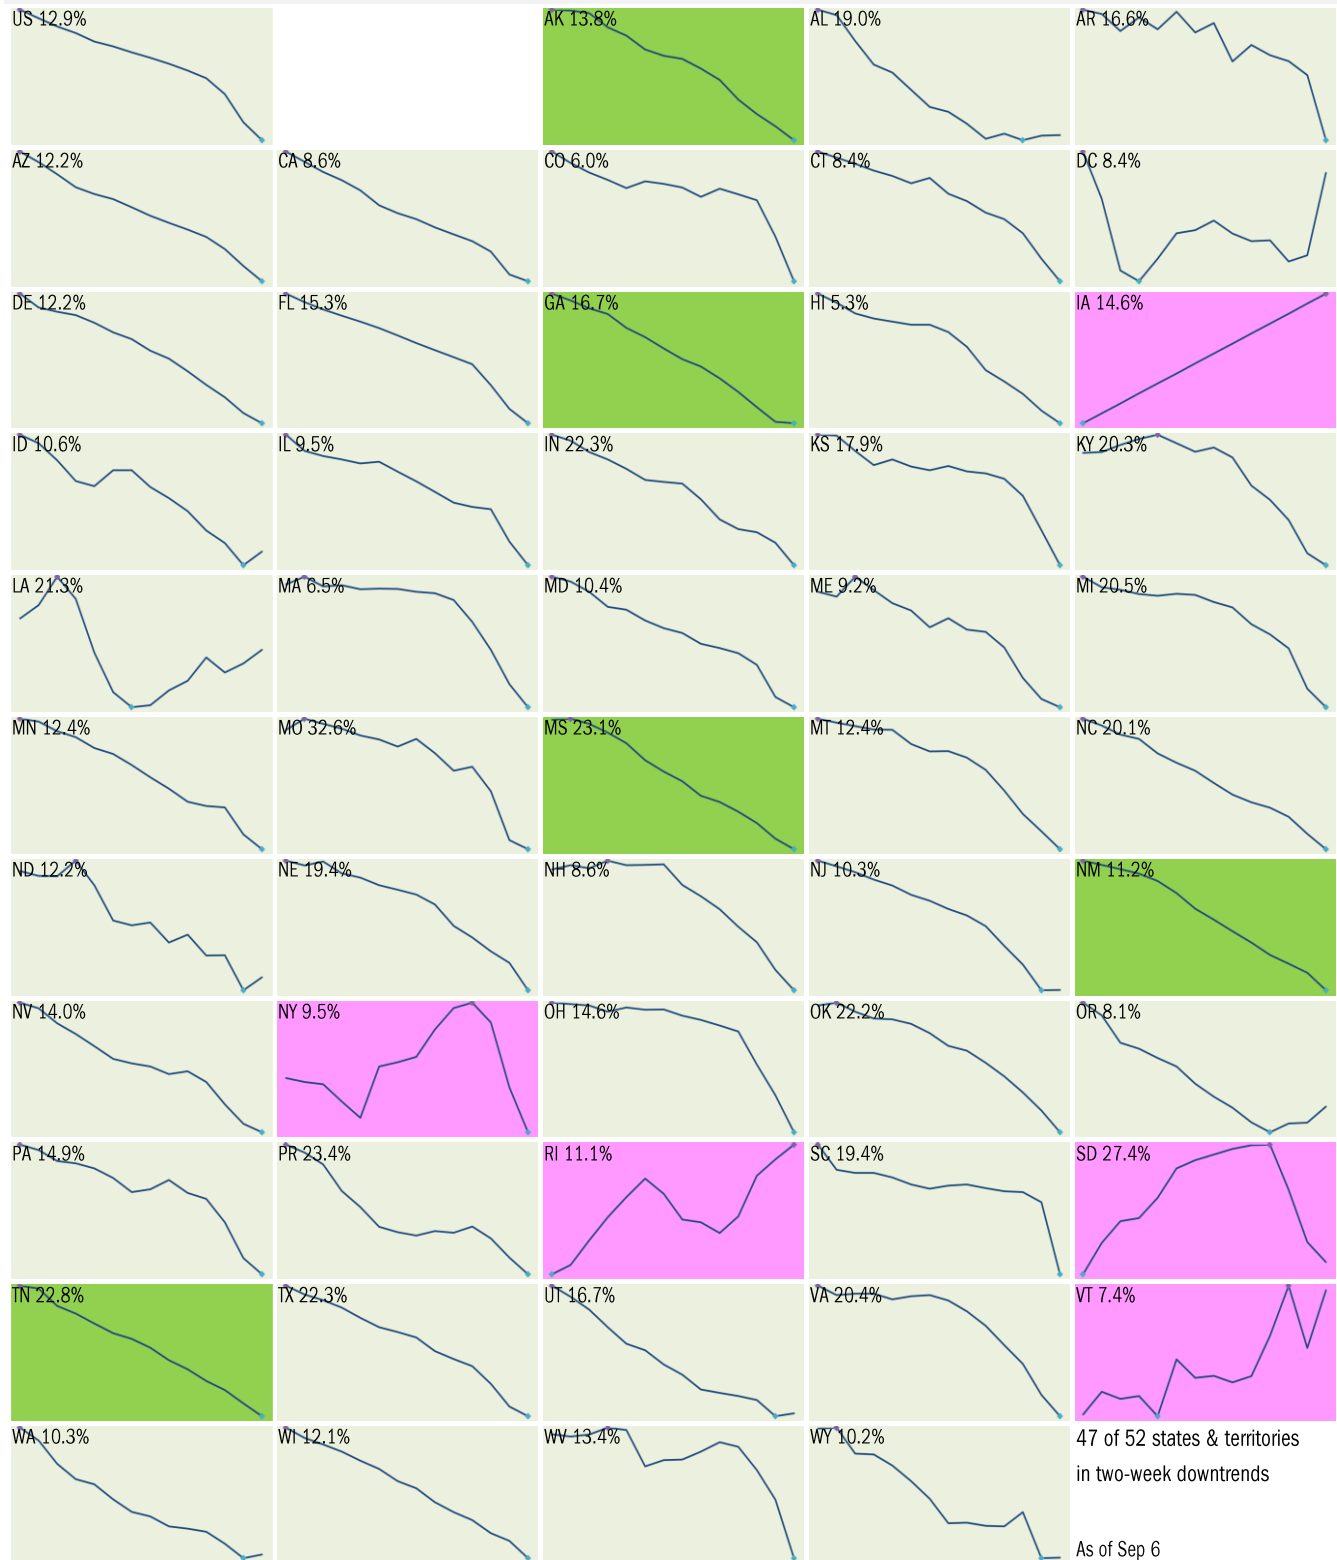 US 12.9%
AK 13.8%
AL 19.0%
AR 16.6%
AZ 12.2%
CA 8.6%
CO 6.0%
CT 8.4%
DC 8.4%
DE 12.2%
FL 15.3%
GA 16.7%
HI 5.3%
IA 14.6%
ID 10.6%
IL 9.5%
IN 22.3%
KS 17.9%
KY 20.3%
LA 21.3%
MA 6.5%
MD 10.4%
ME 9.2%
MI 20.5%
MN 12.4%
MO 32.6%
MS 23.1%
MT 12.4%
NC 20.1%
ND 12.2%
NE 19.4%
NH 8.6%
NJ 10.3%
NM 11.2%
NV 14.0%
NY 9.5%
OH 14.6%
OK 22.2%
OR 8.1%
PA 14.9%
PR 23.4%
RI 11.1%
SC 19.4%
SD 27.4%
TN 22.8%
TX 22.3%
UT 16.7%
VA 20.4%
VT 7.4%
WA 10.3%
WI 12.1%
WV 13.4%
WY 10.2%
47 of 52 states & territories
in two-week downtrends
As of Sep 6